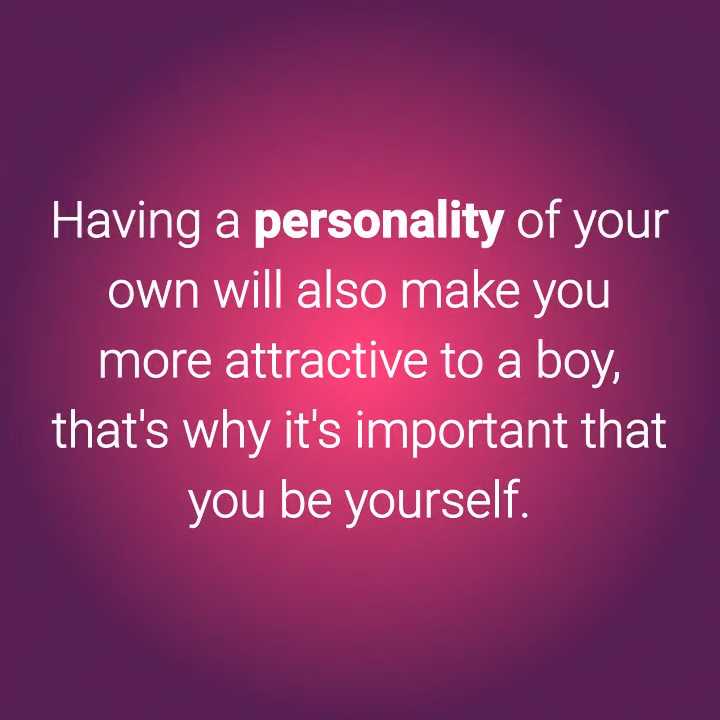 Having a personality of your
own will also make you
more attractive to a boy,
that's why it's important that
you be yourself.